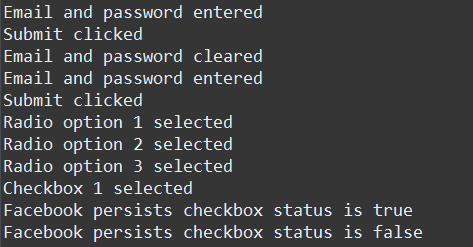 Email and password entered
Submit clicked
Email and password cleared
Email and password entered
Submit clicked
Radio option 1 selected
Radio option 2 selected
Radio option 3 selected
Checkbox 1 selected
Facebook persists checkbox status is true
Facebook persists checkbox status is false